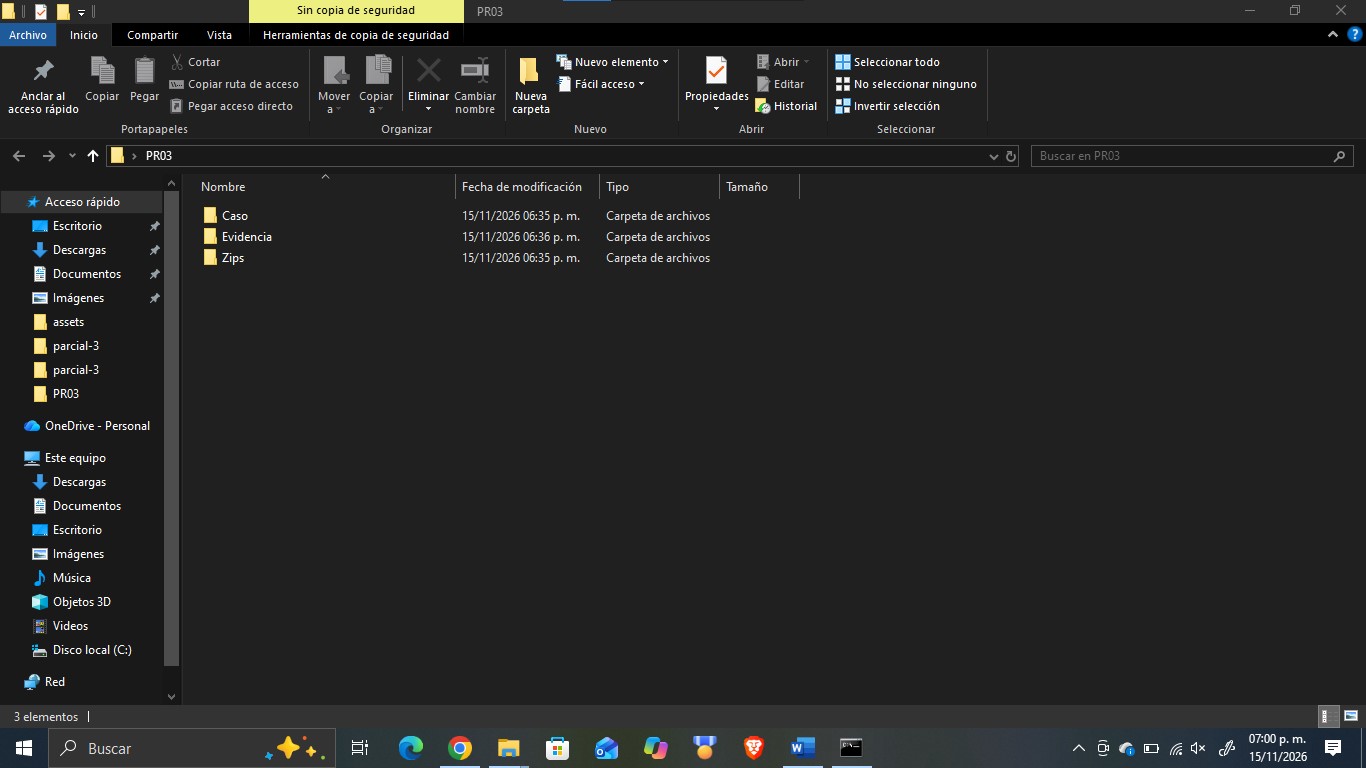 Sin copia de seguridad PR03
Archivo Inicio Compartir Vista Herramientas de copia de seguridad
Anclar al acceso rápido
Copiar
Pegar
Cortar
Copiar ruta de acceso
Pegar acceso directo
Portapapeles
Mover a
Copiar a
Eliminar
Cambiar nombre
Organizar
Nueva carpeta
Nuevo elemento
Fácil acceso
Nuevo
Propiedades
Abrir
Editar
Historial
Abrir
Seleccionar todo
No seleccionar ninguno
Invertir selección
Seleccionar
PR03
Buscar en PR03
Nombre Fecha de modificación Tipo Tamaño
Caso 15/11/2026 06:35 p. m. Carpeta de archivos
Evidencia 15/11/2026 06:36 p. m. Carpeta de archivos
Zips 15/11/2026 06:35 p. m. Carpeta de archivos
Acceso rápido
Escritorio
Descargas
Documentos
Imágenes
assets
parcial-3
parcial-3
PR03
OneDrive - Personal
Este equipo
Descargas
Documentos
Escritorio
Imágenes
Música
Objetos 3D
Videos
Disco local (C:)
Red
3 elementos
Buscar
07:00 p. m.
15/11/2026